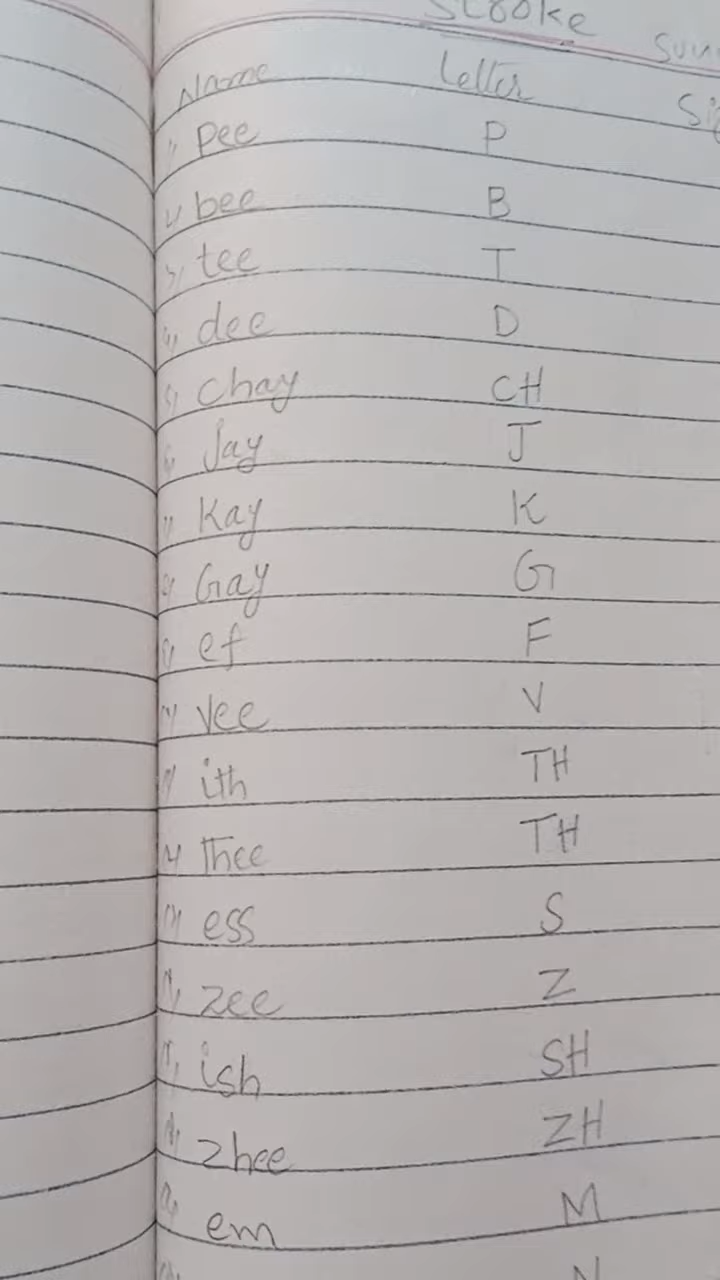 Stroke
Name Letter
Pee P
bee B
tee T
dee D
Chay CH
Jay J
Kay K
Gay G
ef F
Vee V
ith TH
Thee TH
ess S
zee Z
ish SH
Zhee ZH
em M
N